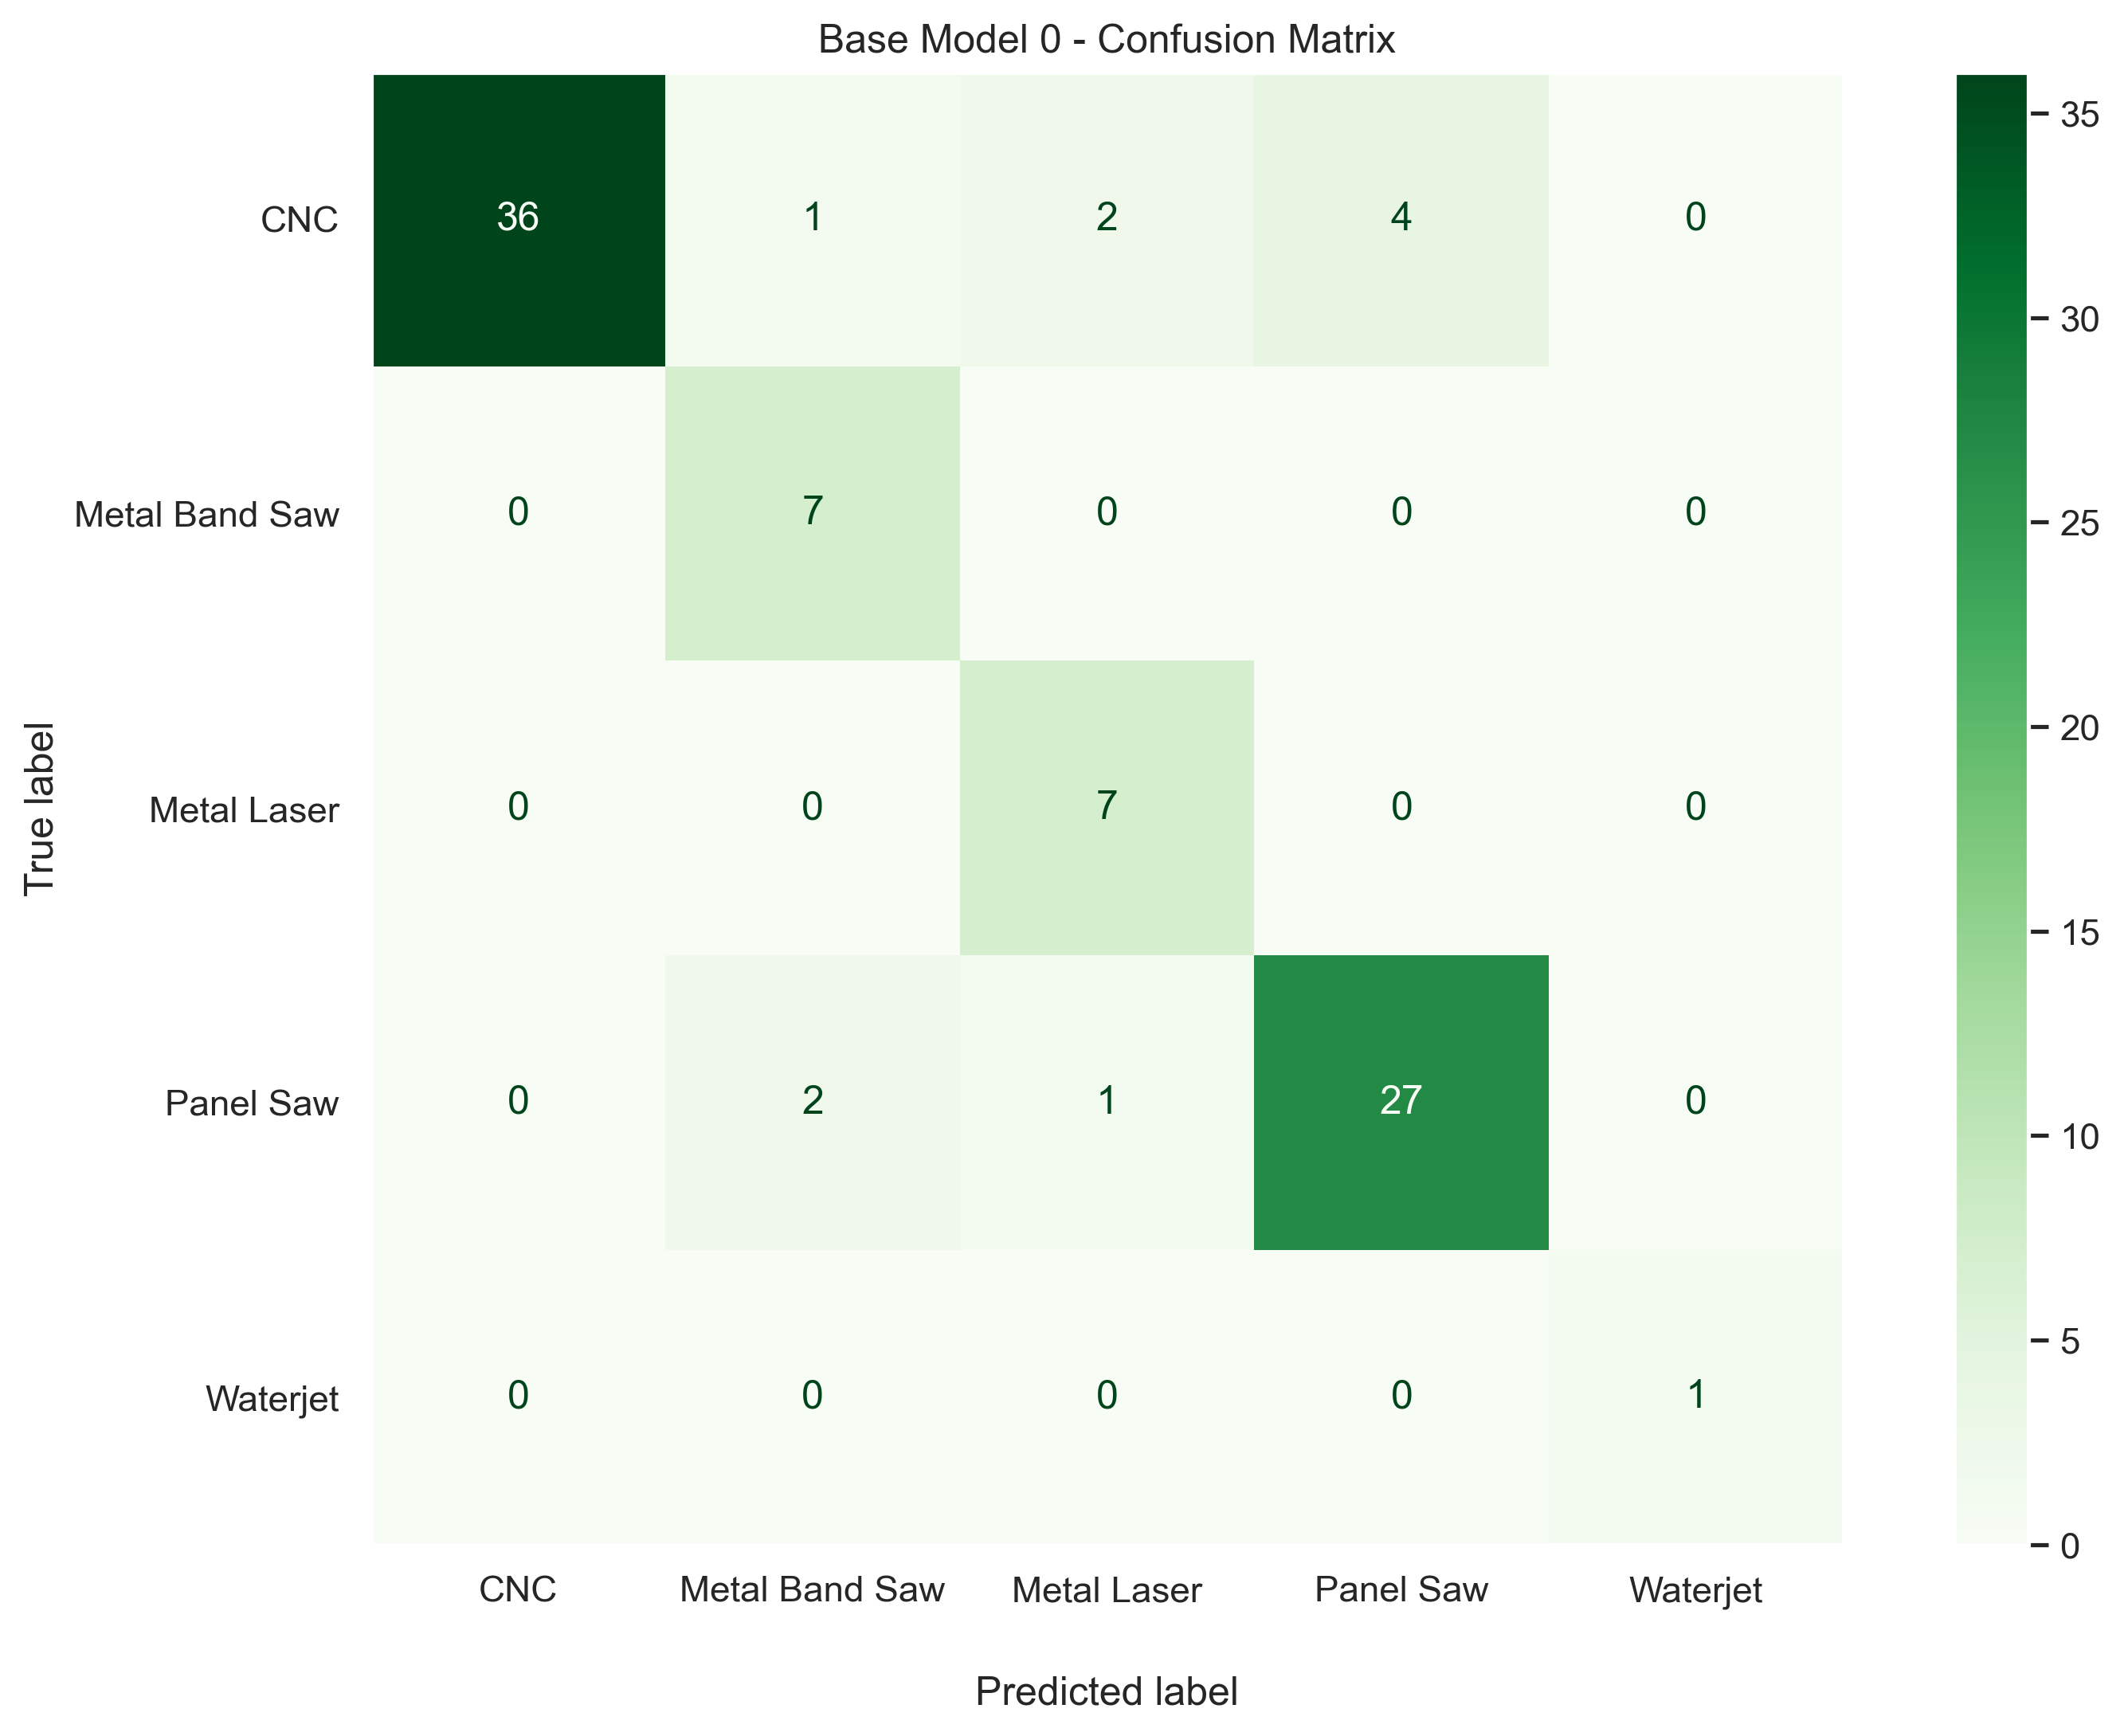 Base Model 0 - Confusion Matrix
CNC 36 1 2 4 0
Metal Band Saw 0 7 0 0 0
Metal Laser 0 0 7 0 0
Panel Saw 0 2 1 27 0
Waterjet 0 0 0 0 1
CNC Metal Band Saw Metal Laser Panel Saw Waterjet
Predicted label
True label
35
30
25
20
15
10
5
0